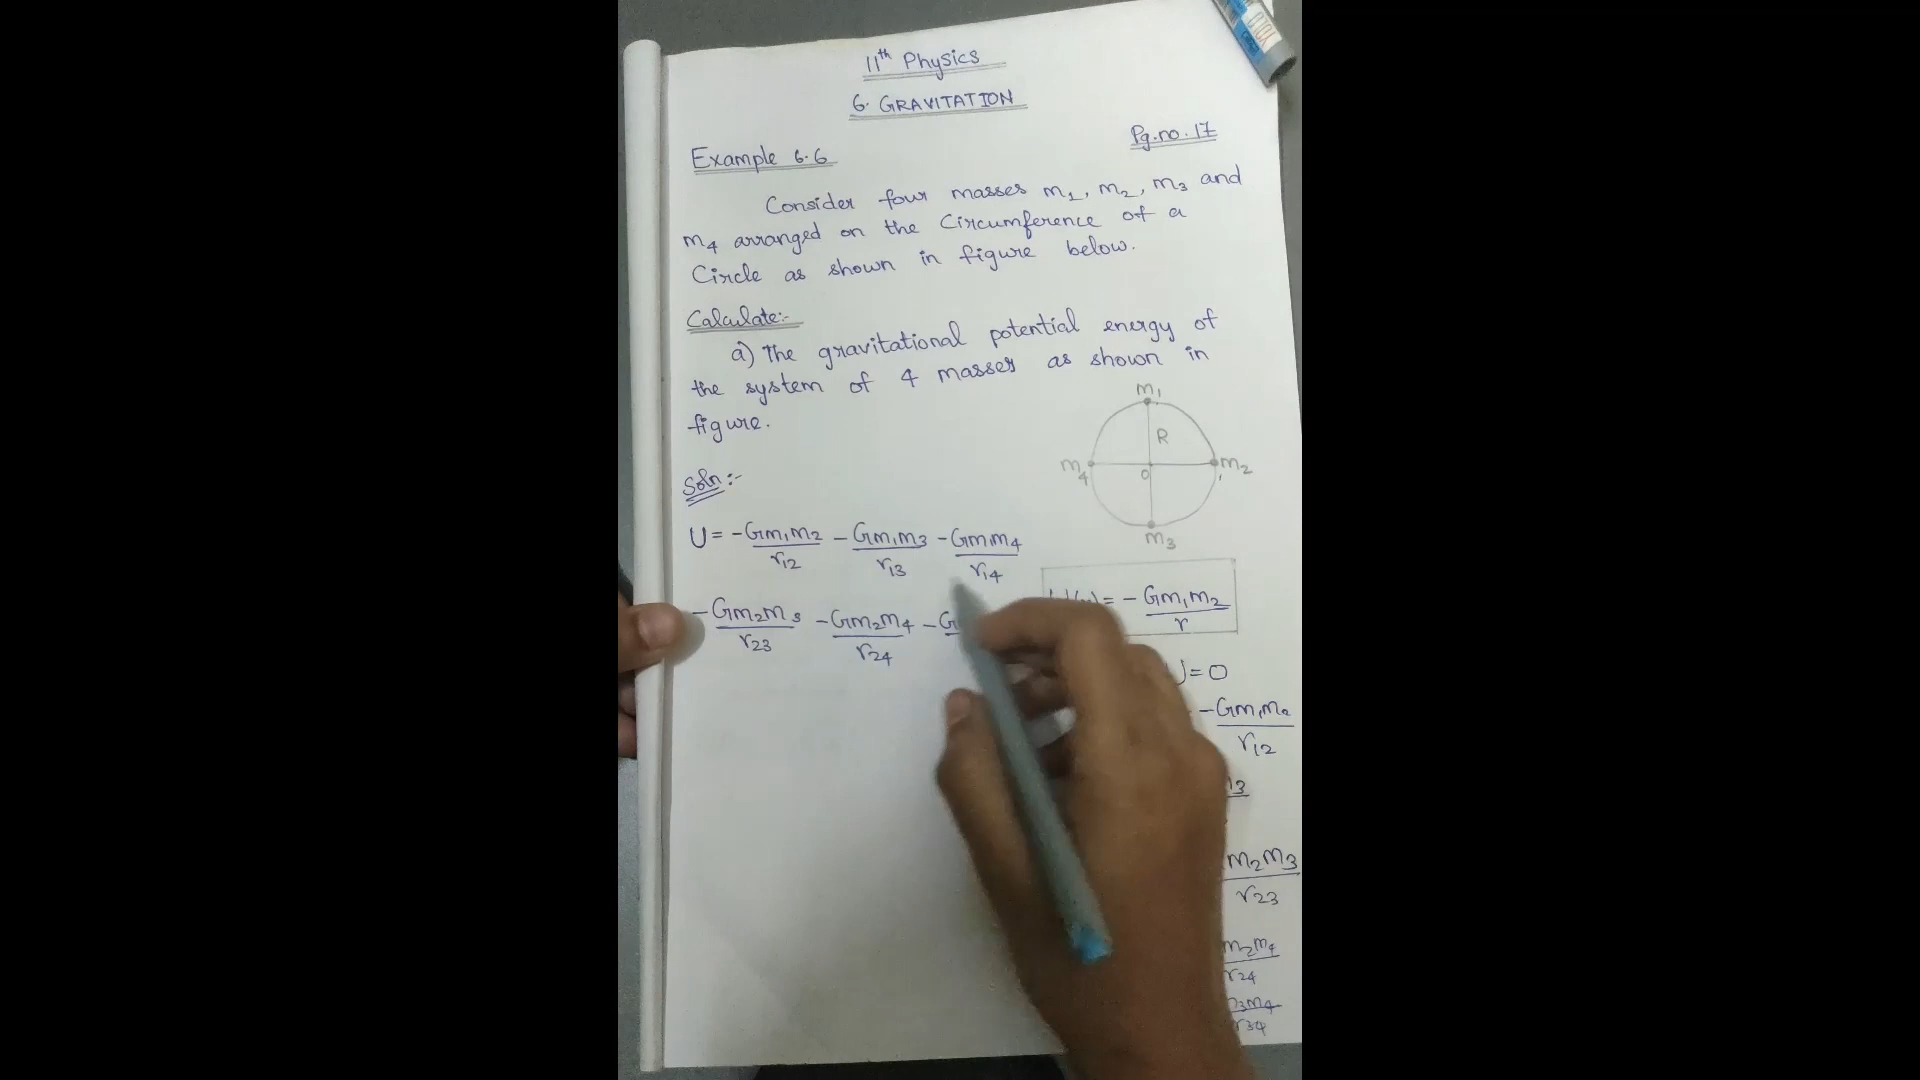 11th Physics
6. GRAVITATION
Pg.no.17
Example 6.6
Consider four masses m1, m2, m3 and
m4 arranged on the Circumference of a
Circle as shown in figure below.
Calculate:-
a) The gravitational potential energy of
the system of 4 masses as shown in
figure.
m1
R
m4
O
m2
m3
Soln:-
U = -Gm1m2/r12 - Gm1m3/r13 - Gm1m4/r14
-Gm2m3/r23 - Gm2m4/r24 - G
= - Gm1m2/r
U=0
-Gm1m2/r12
m2m3/r23
m2m4/r24
m3m4/r34